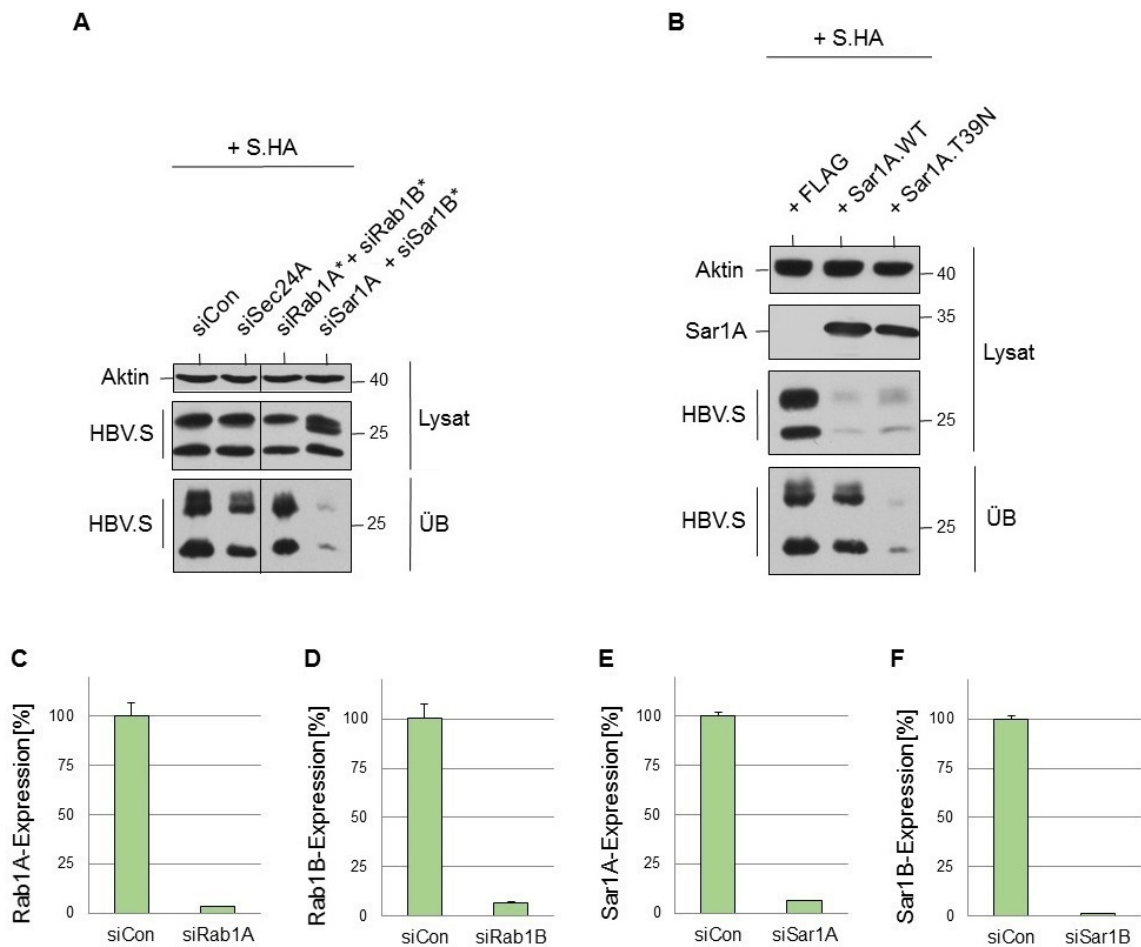 A
+ S.HA
siCon
siSec24A
siRab1A* + siRab1B*
siSar1A + siSar1B*
Aktin
40
HBV.S
25
Lysat
HBV.S
25
ÜB
B
+ S.HA
+ FLAG
+ Sar1A.WT
+ Sar1A.T39N
Aktin
40
Sar1A
35
HBV.S
25
Lysat
HBV.S
25
ÜB
C
Rab1A-Expression[%]
100
75
50
25
0
siCon siRab1A
D
Rab1B-Expression[%]
100
75
50
25
0
siCon siRab1B
E
Sar1A-Expression[%]
100
75
50
25
0
siCon siSar1A
F
Sar1B-Expression[%]
100
75
50
25
0
siCon siSar1B